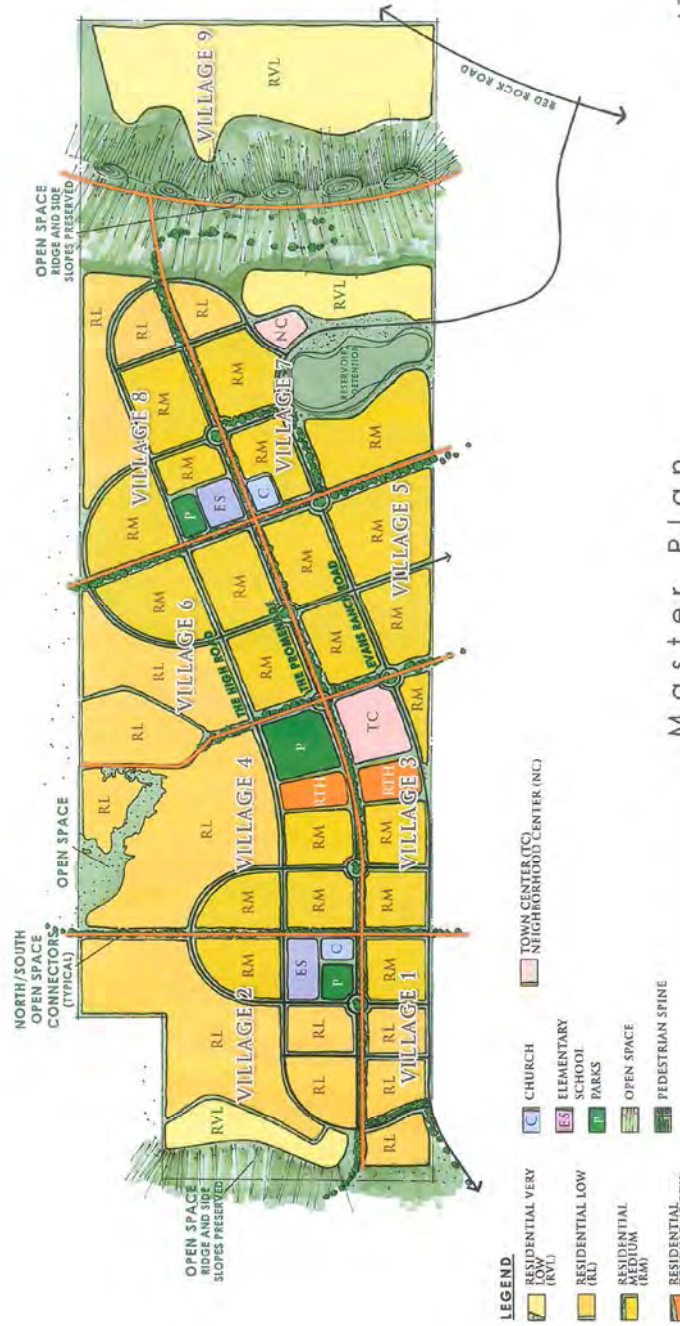 OPEN SPACE
RIDGE AND SIDE
SLOPES PRESERVED
NORTH/SOUTH
OPEN SPACE
CONNECTORS
(TYPICAL)
OPEN SPACE
OPEN SPACE
RIDGE AND SIDE
SLOPES PRESERVED
VILLAGE 9
RVL
RED ROCK ROAD
RL
RL
RL
RVL
NC
RESERVOIR
DETENTION
VILLAGE 8
RM
RM
VILLAGE 7
RM
RM
P
ES
C
RM
RM
VILLAGE 5
RM
RM
RM
RM
RM
VILLAGE 6
RL
RM
RM
RM
THE HIGH ROAD
THE PROMENADE
EVANS RANCH ROAD
RL
P
TC
RM
RL
RL
VILLAGE 4
RTH
RTH
VILLAGE 3
RM
RM
RM
RM
RM
RM
RM
ES
C
P
VILLAGE 2
RL
RL
RL
VILLAGE 1
RL
RL
RL
RVL
RL
LEGEND
RESIDENTIAL VERY
LOW
(RVL)
RESIDENTIAL LOW
(RL)
RESIDENTIAL
MEDIUM
(RM)
RESIDENTIAL
C CHURCH
ES ELEMENTARY
SCHOOL
P PARKS
OPEN SPACE
PEDESTRIAN SPINE
TOWN CENTER (TC)
NEIGHBORHOOD CENTER (NC)
Master Plan